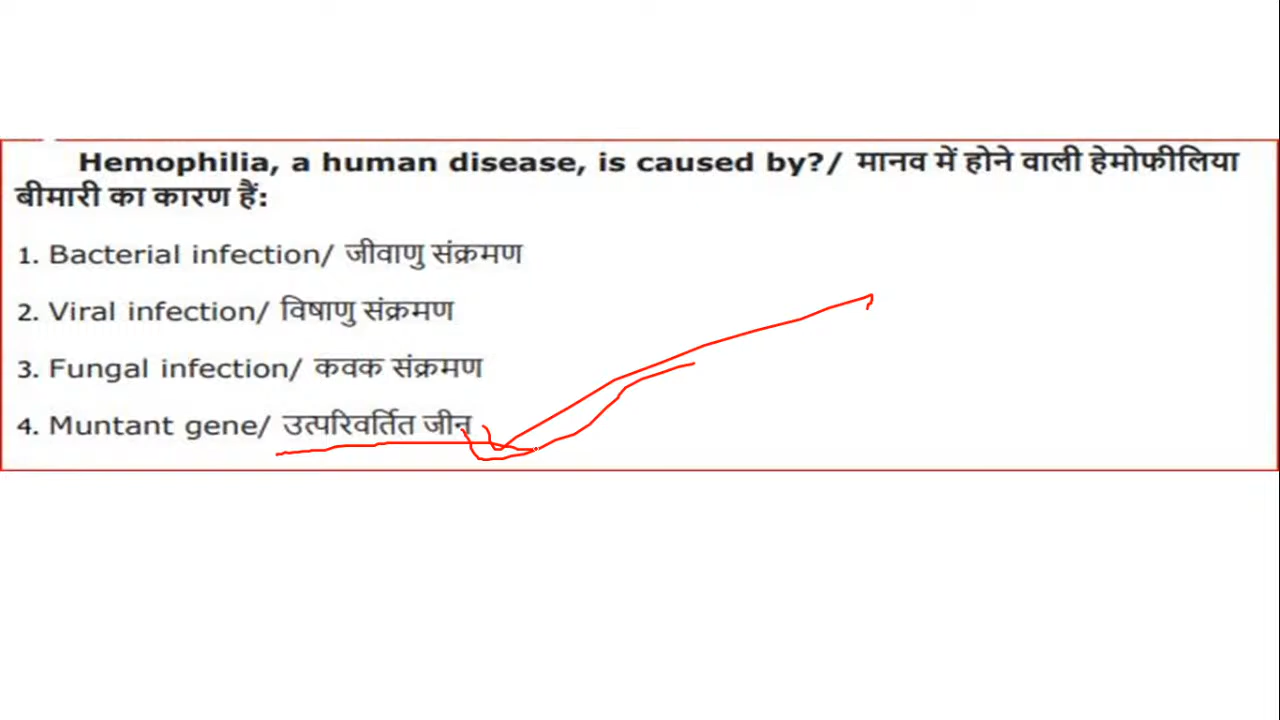 Hemophilia, a human disease, is caused by?/ मानव में होने वाली हेमोफीलिया
बीमारी का कारण हैं:
1. Bacterial infection/ जीवाणु संक्रमण
2. Viral infection/ विषाणु संक्रमण
3. Fungal infection/ कवक संक्रमण
4. Muntant gene/ उत्परिवर्तित जीन